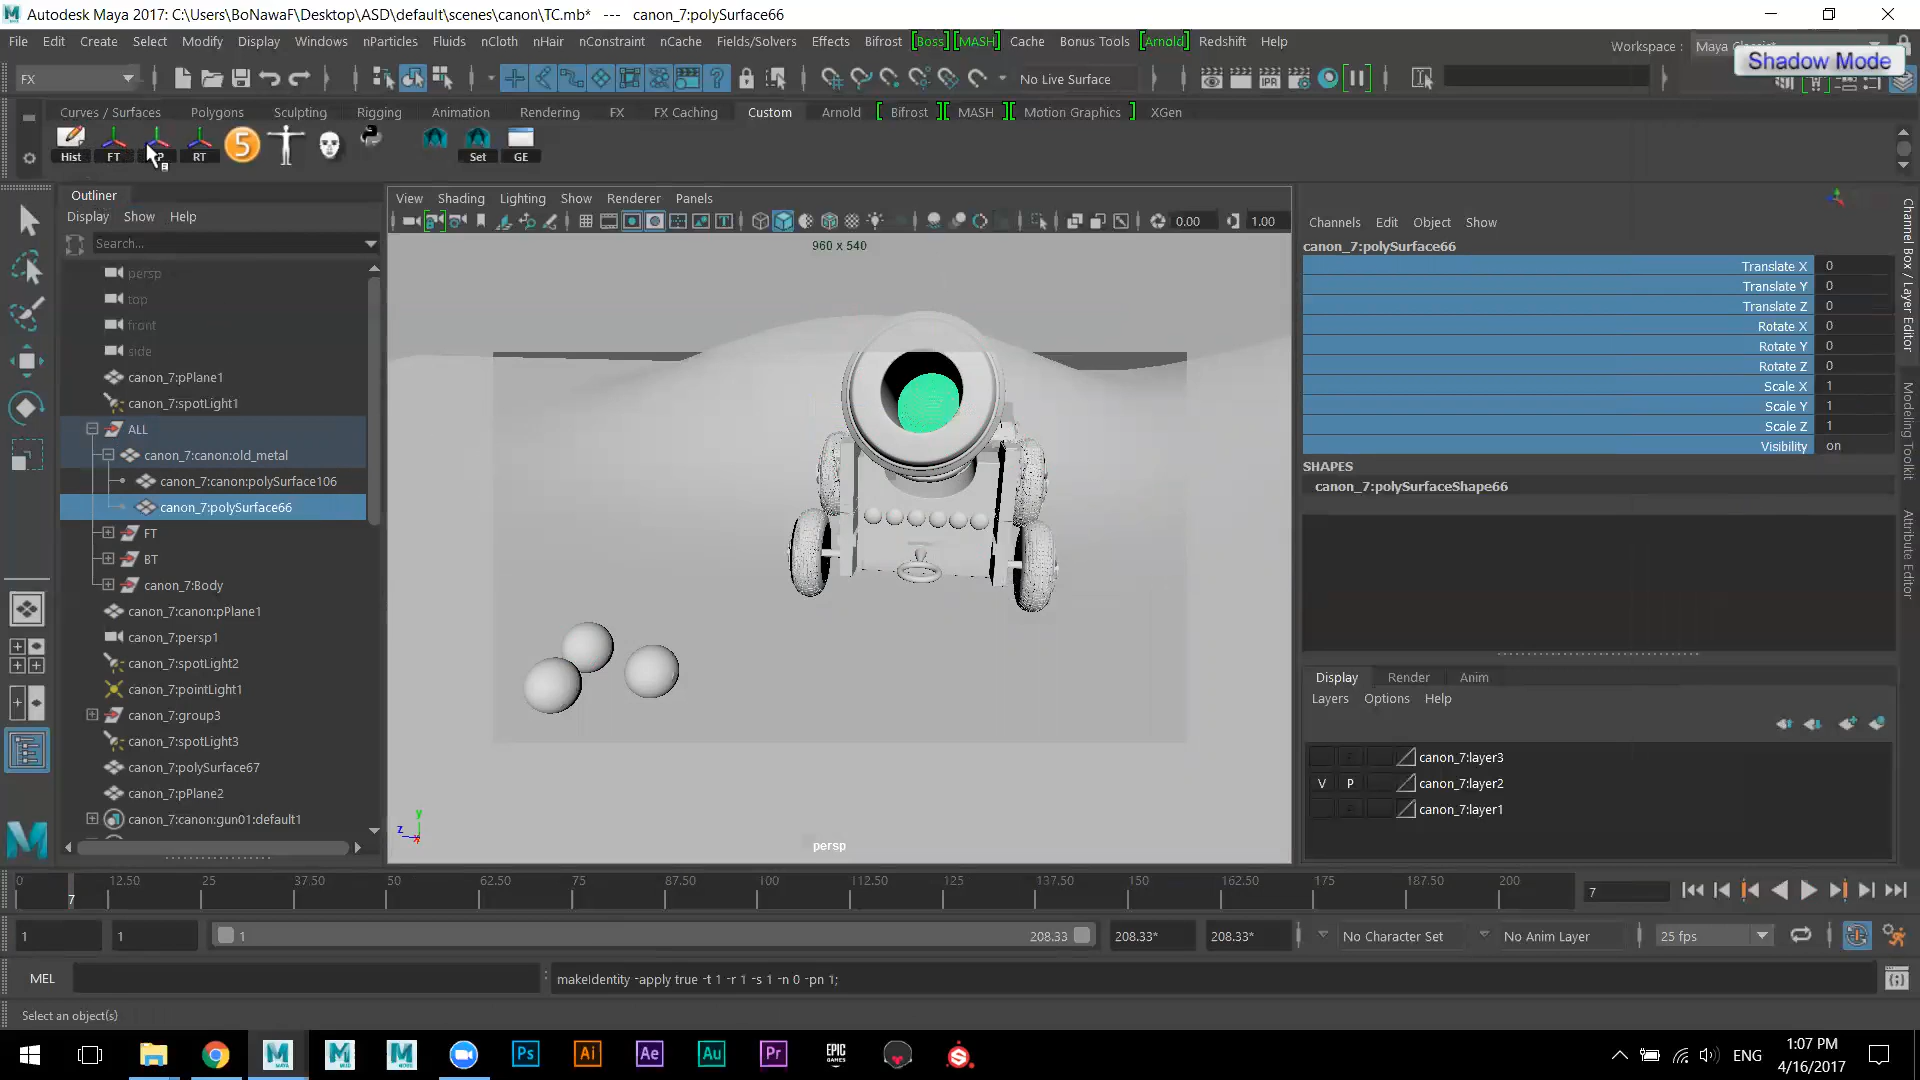 Autodesk Maya 2017: C:\Users\BoNawaF\Desktop\ASD\default\scenes\canon\TC.mb*   ---   canon_7:polySurface66
File Edit Create Select Modify Display Windows nParticles Fluids nCloth nHair nConstraint nCache Fields/Solvers Effects Bifrost [Boss] [MASH] Cache Bonus Tools [Arnold] Redshift Help Workspace :
Shadow Mode
FX No Live Surface
Curves / Surfaces Polygons Sculpting Rigging Animation Rendering FX FX Caching Custom Arnold [ Bifrost ] [ MASH ] [ Motion Graphics ] XGen
Hist FT RT 5 Set GE
Outliner
Display Show Help
Search...
persp
top
front
side
canon_7:pPlane1
canon_7:spotLight1
ALL
canon_7:canon:old_metal
canon_7:canon:polySurface106
canon_7:polySurface66
FT
BT
canon_7:Body
canon_7:canon:pPlane1
canon_7:persp1
canon_7:spotLight2
canon_7:pointLight1
canon_7:group3
canon_7:spotLight3
canon_7:polySurface67
canon_7:pPlane2
canon_7:canon:gun01:default1
View Shading Lighting Show Renderer Panels
0.00 1.00
960 x 540
y
z x
persp
Channels Edit Object Show
canon_7:polySurface66
Translate X 0
Translate Y 0
Translate Z 0
Rotate X 0
Rotate Y 0
Rotate Z 0
Scale X 1
Scale Y 1
Scale Z 1
Visibility on
SHAPES
canon_7:polySurfaceShape66
Channel Box / Layer Editor
Modeling Toolkit
Attribute Editor
Display Render Anim
Layers Options Help
canon_7:layer3
V P canon_7:layer2
canon_7:layer1
0 12.50 25 37.50 50 62.50 75 87.50 100 112.50 125 137.50 150 162.50 175 187.50 200
7 7
1 1 1 208.33 208.33* 208.33* No Character Set No Anim Layer 25 fps
MEL : makeIdentity -apply true -t 1 -r 1 -s 1 -n 0 -pn 1;
Select an object(s)
Ps Ai Ae Au Pr EPIC GAMES ENG
1:07 PM
4/16/2017